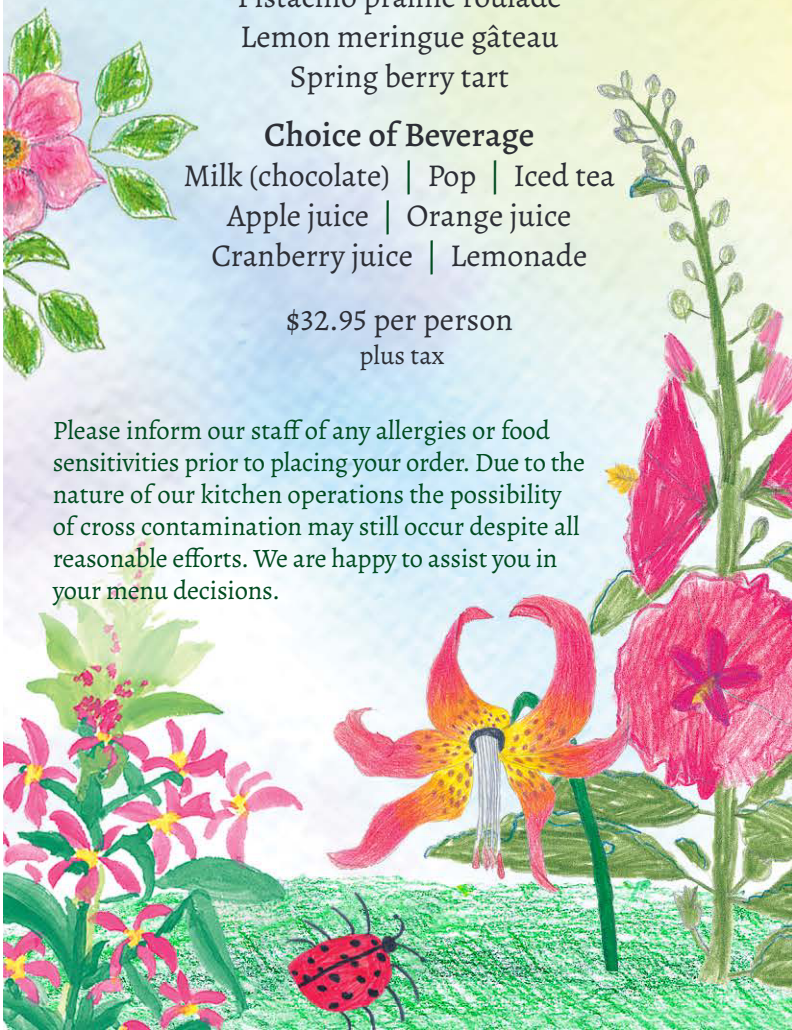 Pistachio praline roulade
Lemon meringue gâteau
Spring berry tart
Choice of Beverage
Milk (chocolate) | Pop | Iced tea
Apple juice | Orange juice
Cranberry juice | Lemonade
$32.95 per person
plus tax
Please inform our staff of any allergies or food
sensitivities prior to placing your order. Due to the
nature of our kitchen operations the possibility
of cross contamination may still occur despite all
reasonable efforts. We are happy to assist you in
your menu decisions.